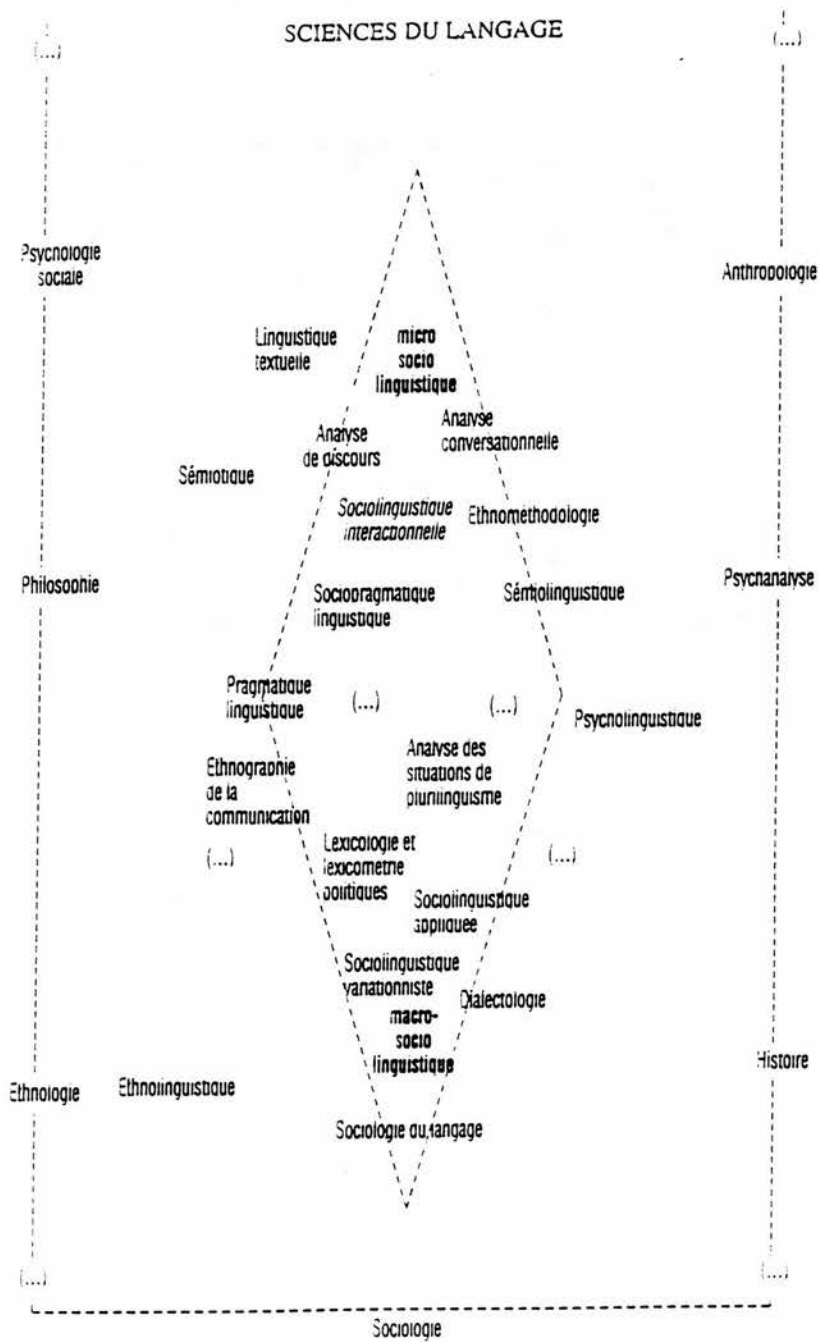 SCIENCES DU LANGAGE
(...)
(...)
Psychologie
sociale
Anthropologie
Linguistique
textuelle
micro
socio
linguistique
Analyse
de discours
Analyse
conversationnelle
Sémiotique
Sociolinguistique
interactionnelle
Ethnométhodologie
Philosophie
Sociopragmatique
linguistique
Sémiolinguistique
Psychanalyse
Pragmatique
linguistique
(...)
(...)
Psycholinguistique
Ethnographie
de la
communication
Analyse des
situations de
plurilinguisme
(...)
Lexicologie et
lexicométrie
politiques
(...)
Sociolinguistique
appliquée
Sociolinguistique
variationniste
Dialectologie
macro-
socio
linguistique
Ethnologie
Ethnolinguistique
Histoire
Sociologie du langage
(...)
(...)
Sociologie